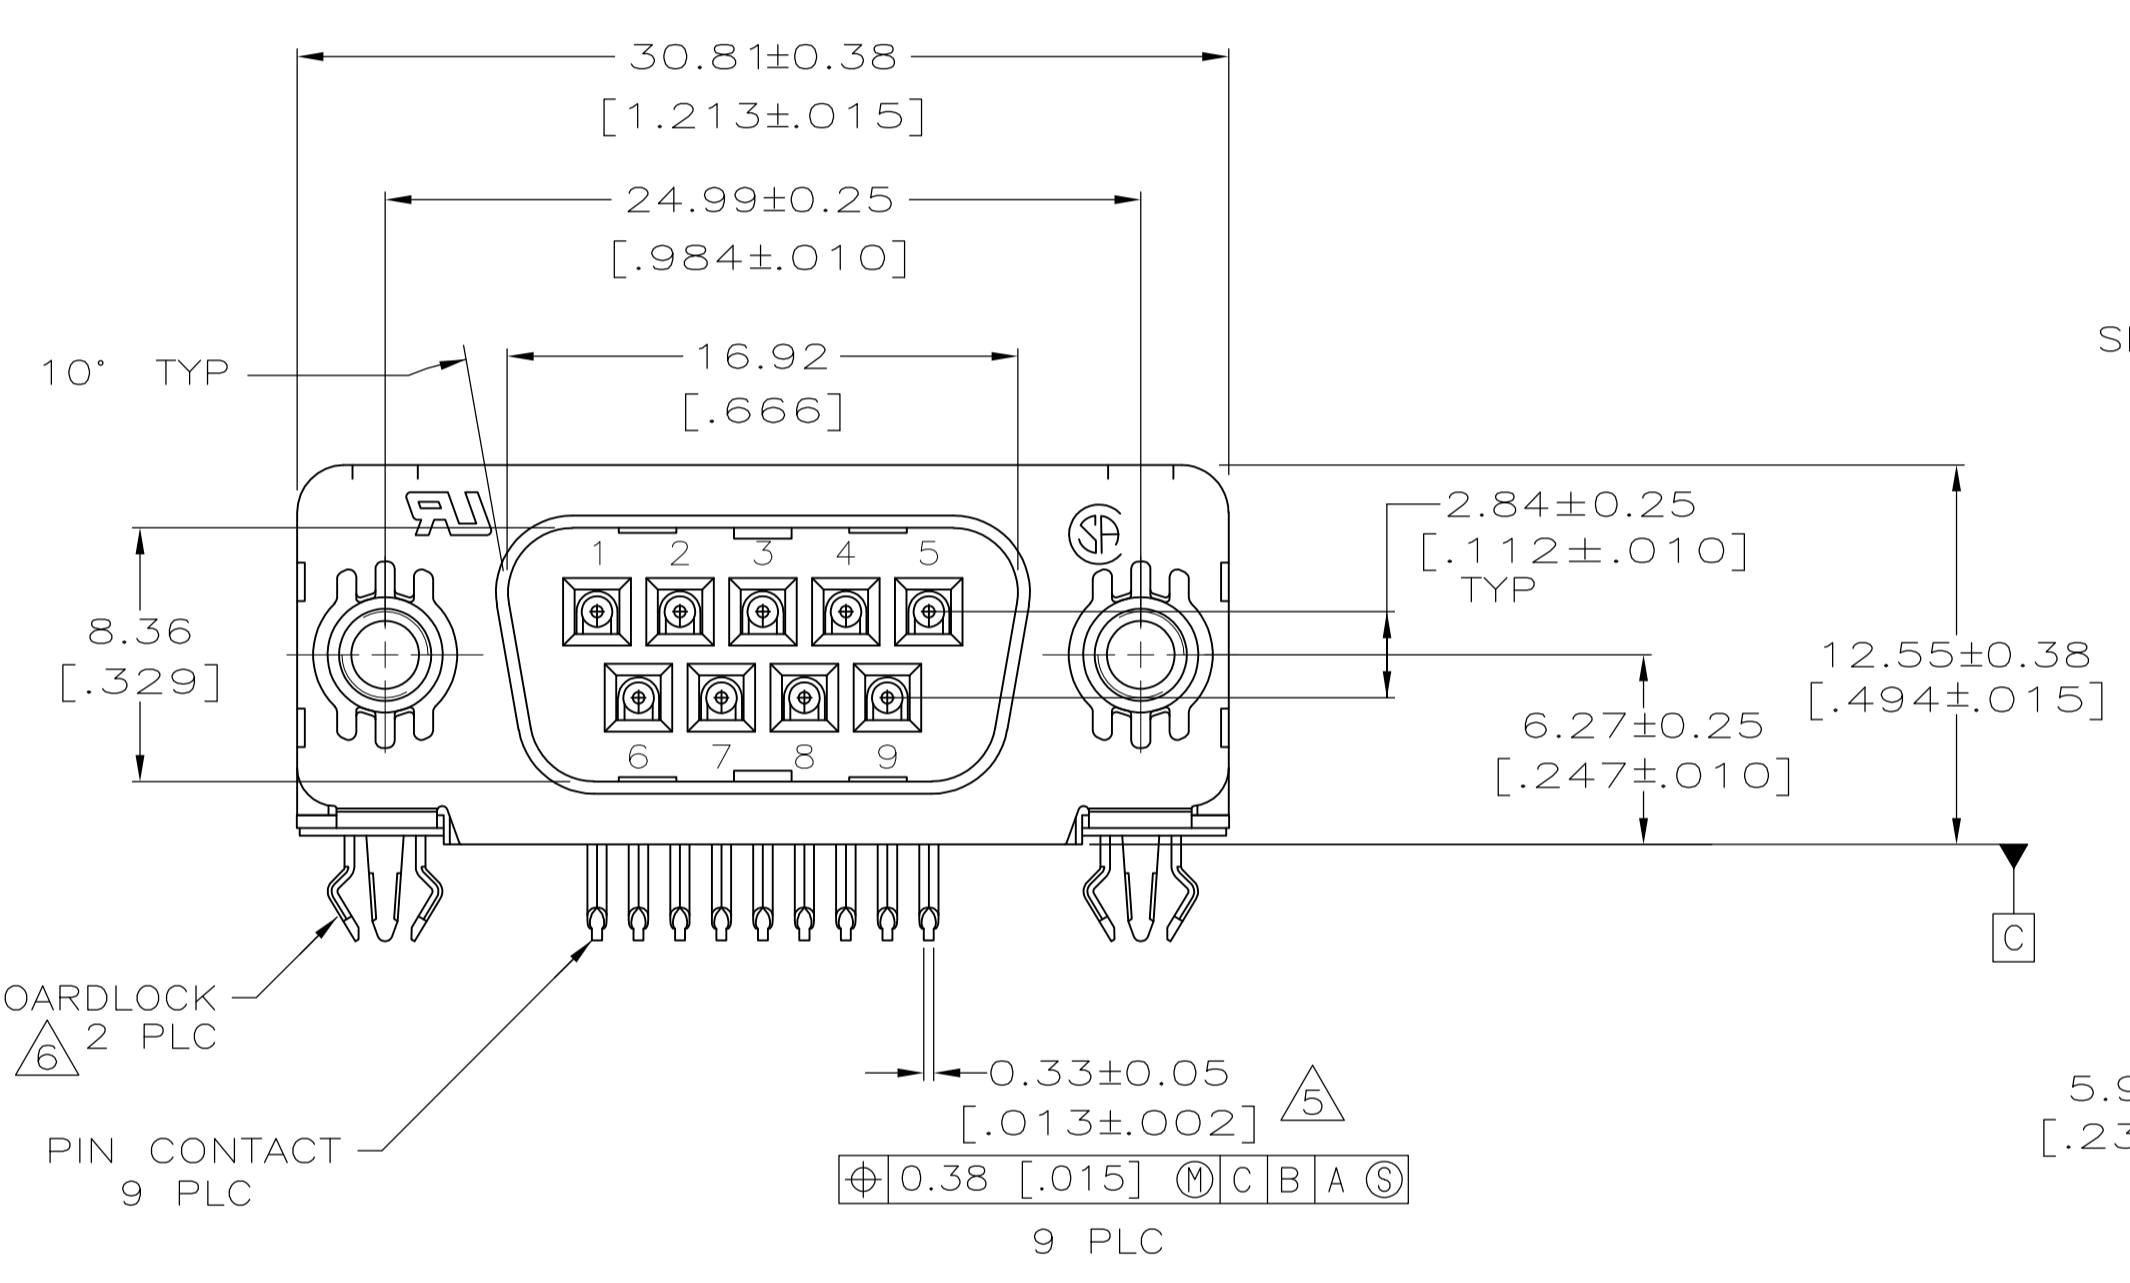 30.81±0.38
[1.213±.015]
24.99±0.25
[.984±.010]
10° TYP
16.92
[.666]
2.84±0.25
[.112±.010]
TYP
1 2 3 4 5
8.36
[.329]
12.55±0.38
[.494±.015]
6.27±0.25
[.247±.010]
6 7 8 9
C
OARDLOCK
6 2 PLC
PIN CONTACT
9 PLC
0.33±0.05
[.013±.002]
5
⌖ 0.38 [.015] Ⓜ C B A Ⓢ
9 PLC
5.9
[.23